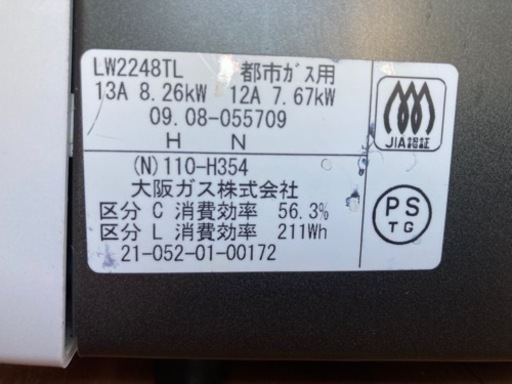 LW2248TL 都市ガス用
13A 8.26kW 12A 7.67kW
09.08-055709
H N
(N)110-H354
大阪ガス株式会社
区分 C 消費効率 56.3%
区分 L 消費効率 211Wh
21-052-01-00172
JIA認証
PS
TG